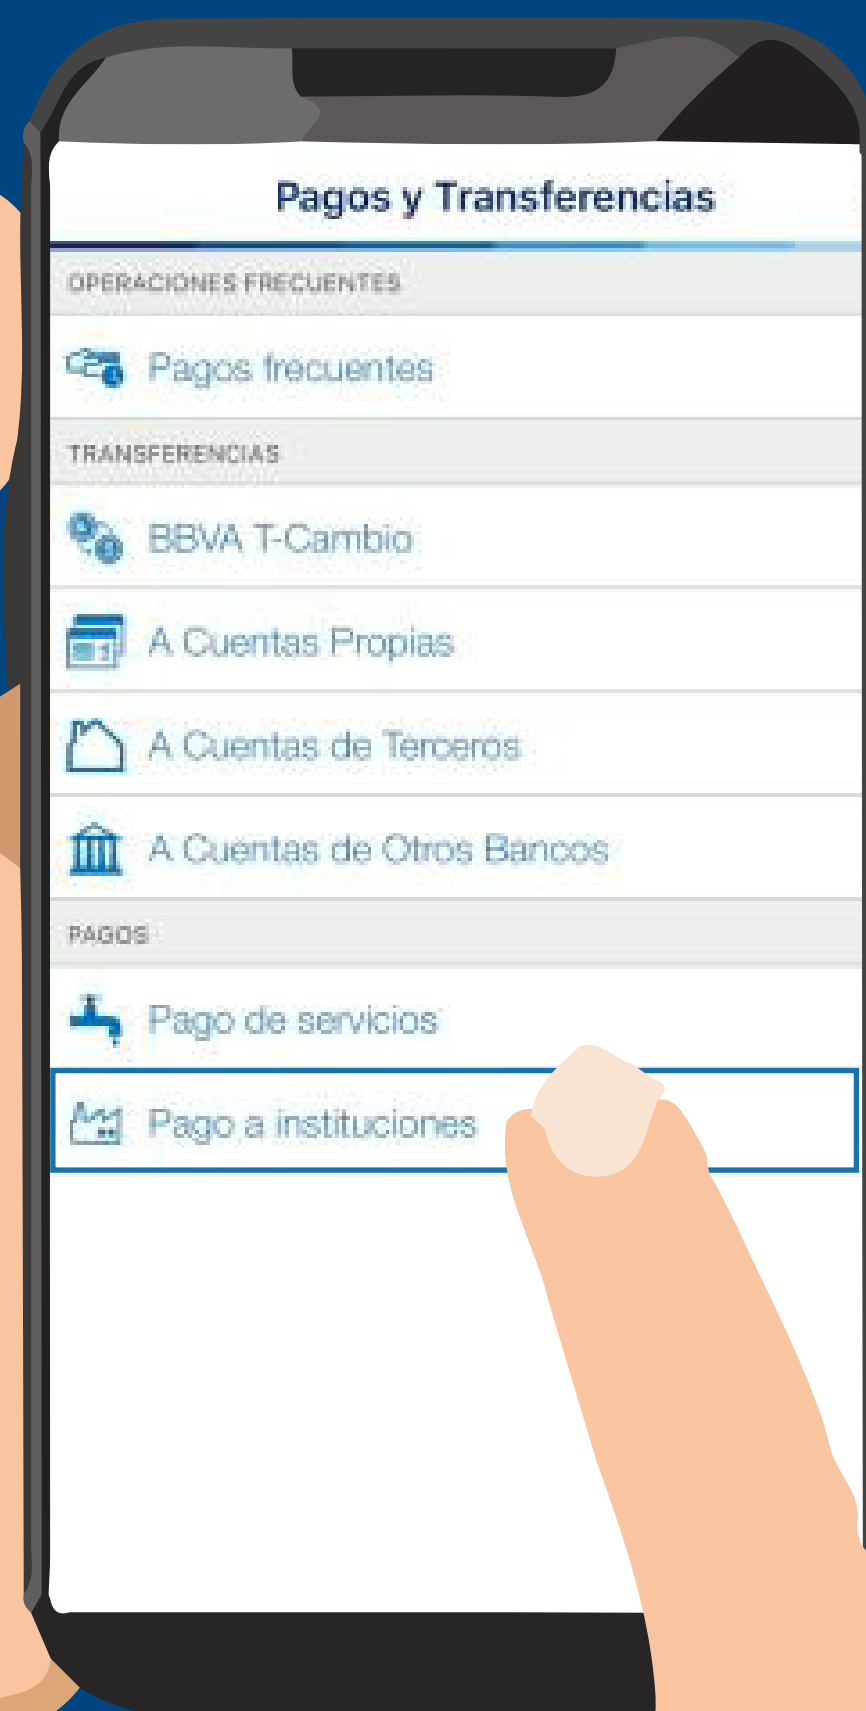 Pagos y Transferencias
OPERACIONES FRECUENTES
Pagos frecuentes
TRANSFERENCIAS
BBVA T-Cambio
A Cuentas Propias
A Cuentas de Terceros
A Cuentas de Otros Bancos
PAGOS
Pago de servicios
Pago a instituciones